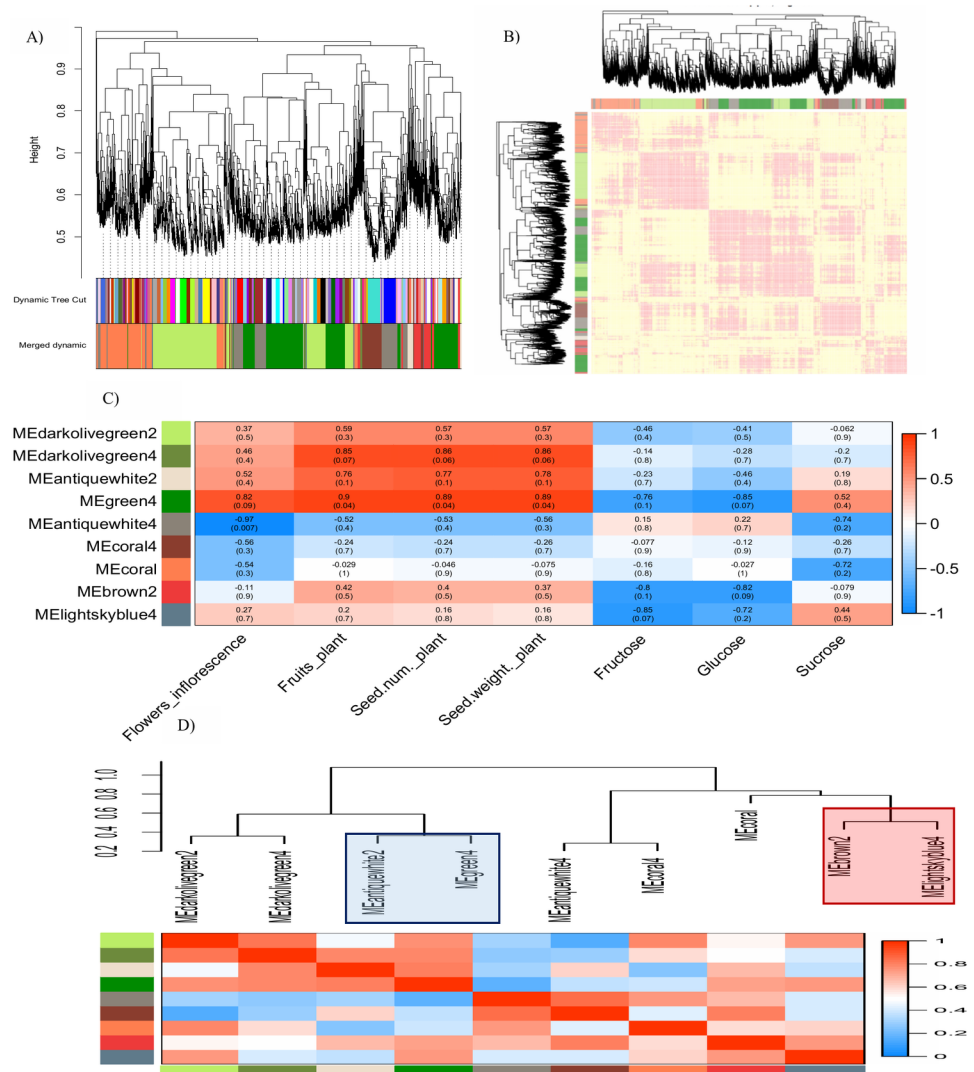 A)
B)
Height
0.9
0.8
0.7
0.6
0.5
Dynamic Tree Cut
Merged dynamic
C)
MEdarkolivegreen2 0.37 0.59 0.57 0.57 -0.46 -0.41 -0.062
(0.5) (0.3) (0.3) (0.3) (0.4) (0.5) (0.9)
MEdarkolivegreen4 0.46 0.85 0.86 0.86 -0.14 -0.28 -0.2
(0.4) (0.07) (0.06) (0.06) (0.8) (0.7) (0.7)
MEantiquewhite2 0.52 0.76 0.77 0.78 -0.23 -0.46 0.19
(0.4) (0.1) (0.1) (0.1) (0.7) (0.4) (0.8)
MEgreen4 0.82 0.9 0.89 0.89 -0.76 -0.85 0.52
(0.09) (0.04) (0.04) (0.04) (0.1) (0.07) (0.4)
MEantiquewhite4 -0.97 -0.52 -0.53 -0.56 0.15 0.22 -0.74
(0.007) (0.4) (0.4) (0.3) (0.8) (0.7) (0.2)
MEcoral4 -0.56 -0.24 -0.24 -0.26 -0.077 -0.12 -0.26
(0.3) (0.7) (0.7) (0.7) (0.9) (0.9) (0.7)
MEcoral -0.54 -0.029 -0.046 -0.075 -0.16 -0.027 -0.72
(0.3) (1) (0.9) (0.9) (0.8) (1) (0.2)
MEbrown2 -0.11 0.42 0.4 0.37 -0.8 -0.82 -0.079
(0.9) (0.5) (0.5) (0.5) (0.1) (0.09) (0.9)
MElightskyblue4 0.27 0.2 0.16 0.16 -0.85 -0.72 0.44
(0.7) (0.7) (0.8) (0.8) (0.07) (0.2) (0.5)
1
0.5
0
-0.5
-1
Flowers_inflorescence
Fruits_plant
Seed.num._plant
Seed.weight._plant
Fructose
Glucose
Sucrose
D)
1.0
0.8
0.6
0.4
0.2
MEdarkolivegreen2
MEdarkolivegreen4
MEantiquewhite2
MEgreen4
MEantiquewhite4
MEcoral4
MEcoral
MEbrown2
MElightskyblue4
1
0.8
0.6
0.4
0.2
0